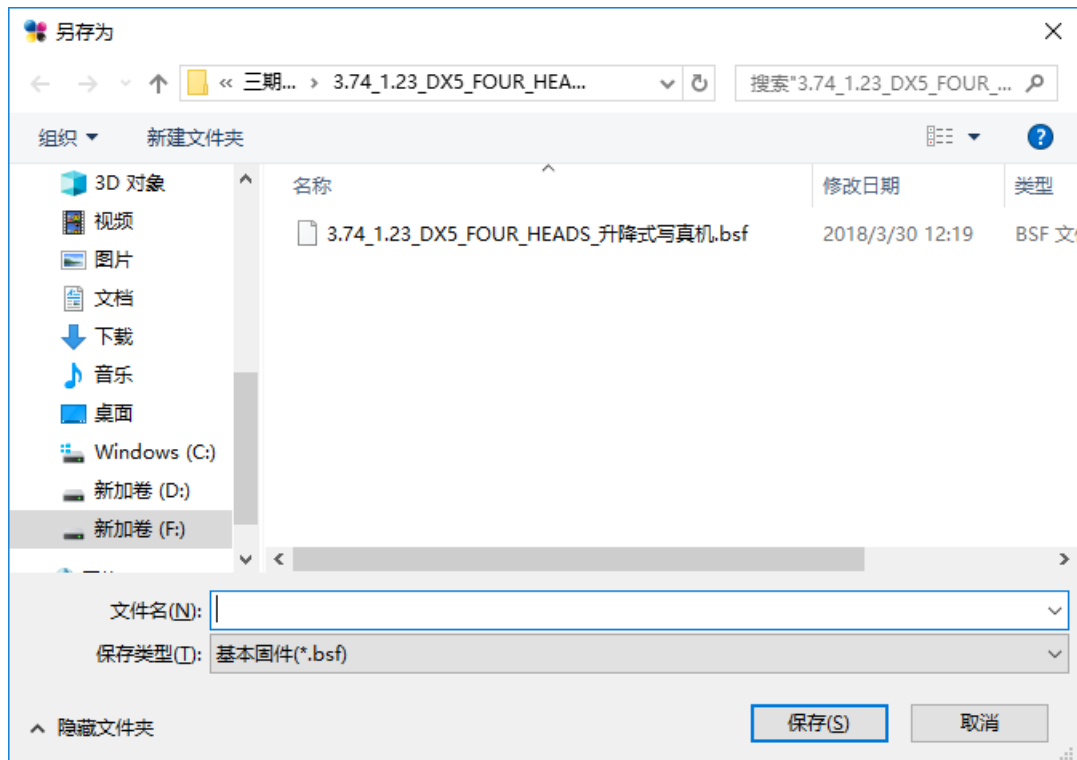 另存为
« 三期... › 3.74_1.23_DX5_FOUR_HEA...
搜索"3.74_1.23_DX5_FOUR_...
组织
新建文件夹
3D 对象
视频
图片
文档
下载
音乐
桌面
Windows (C:)
新加卷 (D:)
新加卷 (F:)
名称
修改日期
类型
3.74_1.23_DX5_FOUR_HEADS_升降式写真机.bsf
2018/3/30 12:19
BSF 文
文件名(N):
保存类型(T): 基本固件(*.bsf)
隐藏文件夹
保存(S)
取消